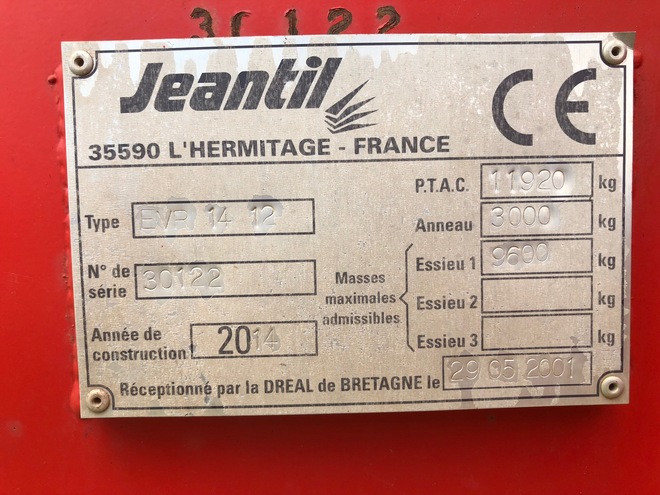 30122
Jeantil
CE
35590 L'HERMITAGE - FRANCE
P.T.A.C. 11920 kg
Type EVR 14 12
Anneau 3000 kg
N° de série 30122
Masses maximales admissibles
Essieu 1 9600 kg
Essieu 2 kg
Essieu 3 kg
Année de construction 2014
Réceptionné par la DREAL de BRETAGNE le 29 05 2001